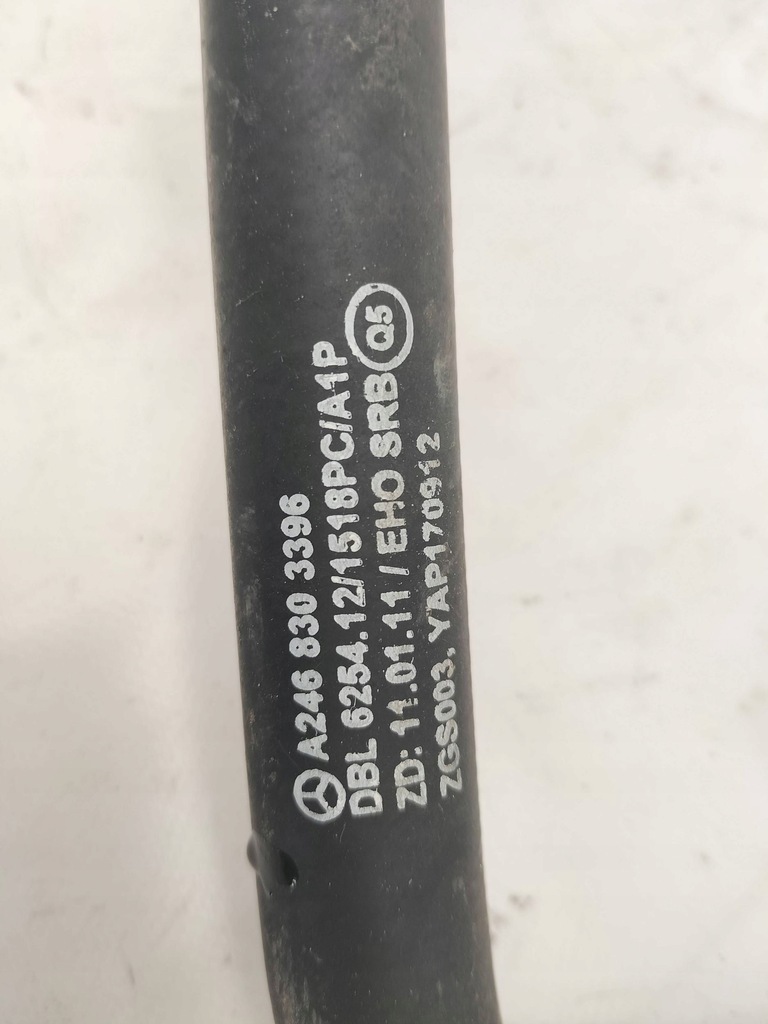 A246 830 3396
DBL 6254.12/1518PC/A1P
ZD: 11.01.11 / EHO SRB Q5
ZGS003, YAP170912